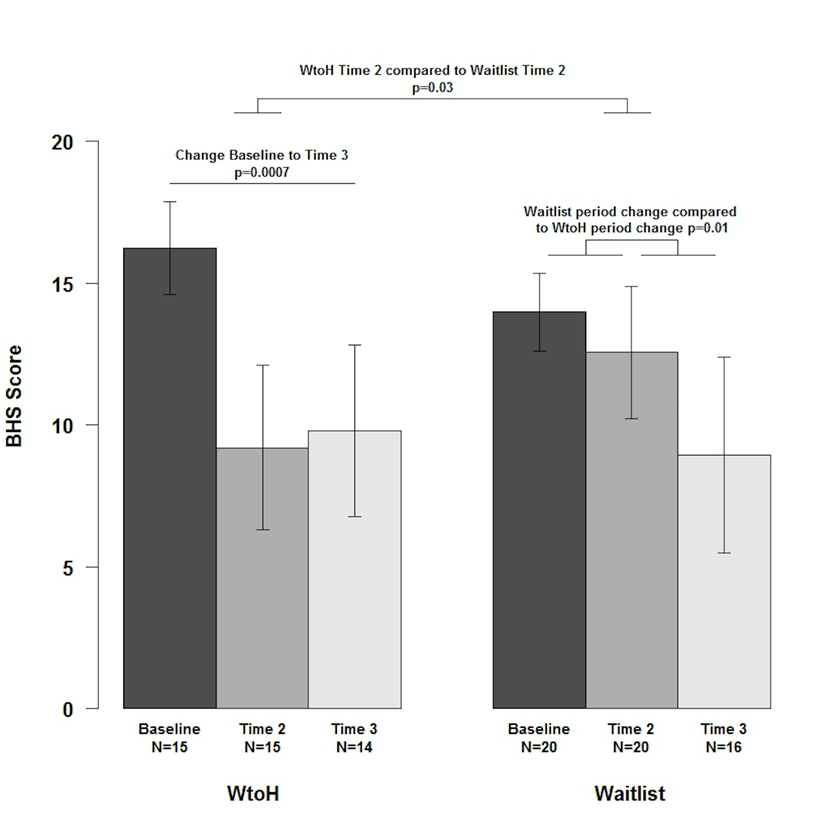 WtoH Time 2 compared to Waitlist Time 2
p=0.03
Change Baseline to Time 3
p=0.0007
Waitlist period change compared
to WtoH period change p=0.01
BHS Score
20
15
10
5
0
Baseline Time 2 Time 3 Baseline Time 2 Time 3
N=15 N=15 N=14 N=20 N=20 N=16
WtoH Waitlist